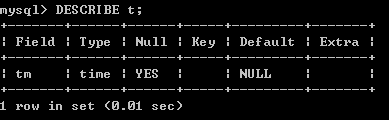 mysql> DESCRIBE t;
+-------+------+------+-----+---------+-------+
| Field | Type | Null | Key | Default | Extra |
+-------+------+------+-----+---------+-------+
| tm    | time | YES  |     | NULL    |       |
+-------+------+------+-----+---------+-------+
1 row in set (0.01 sec)